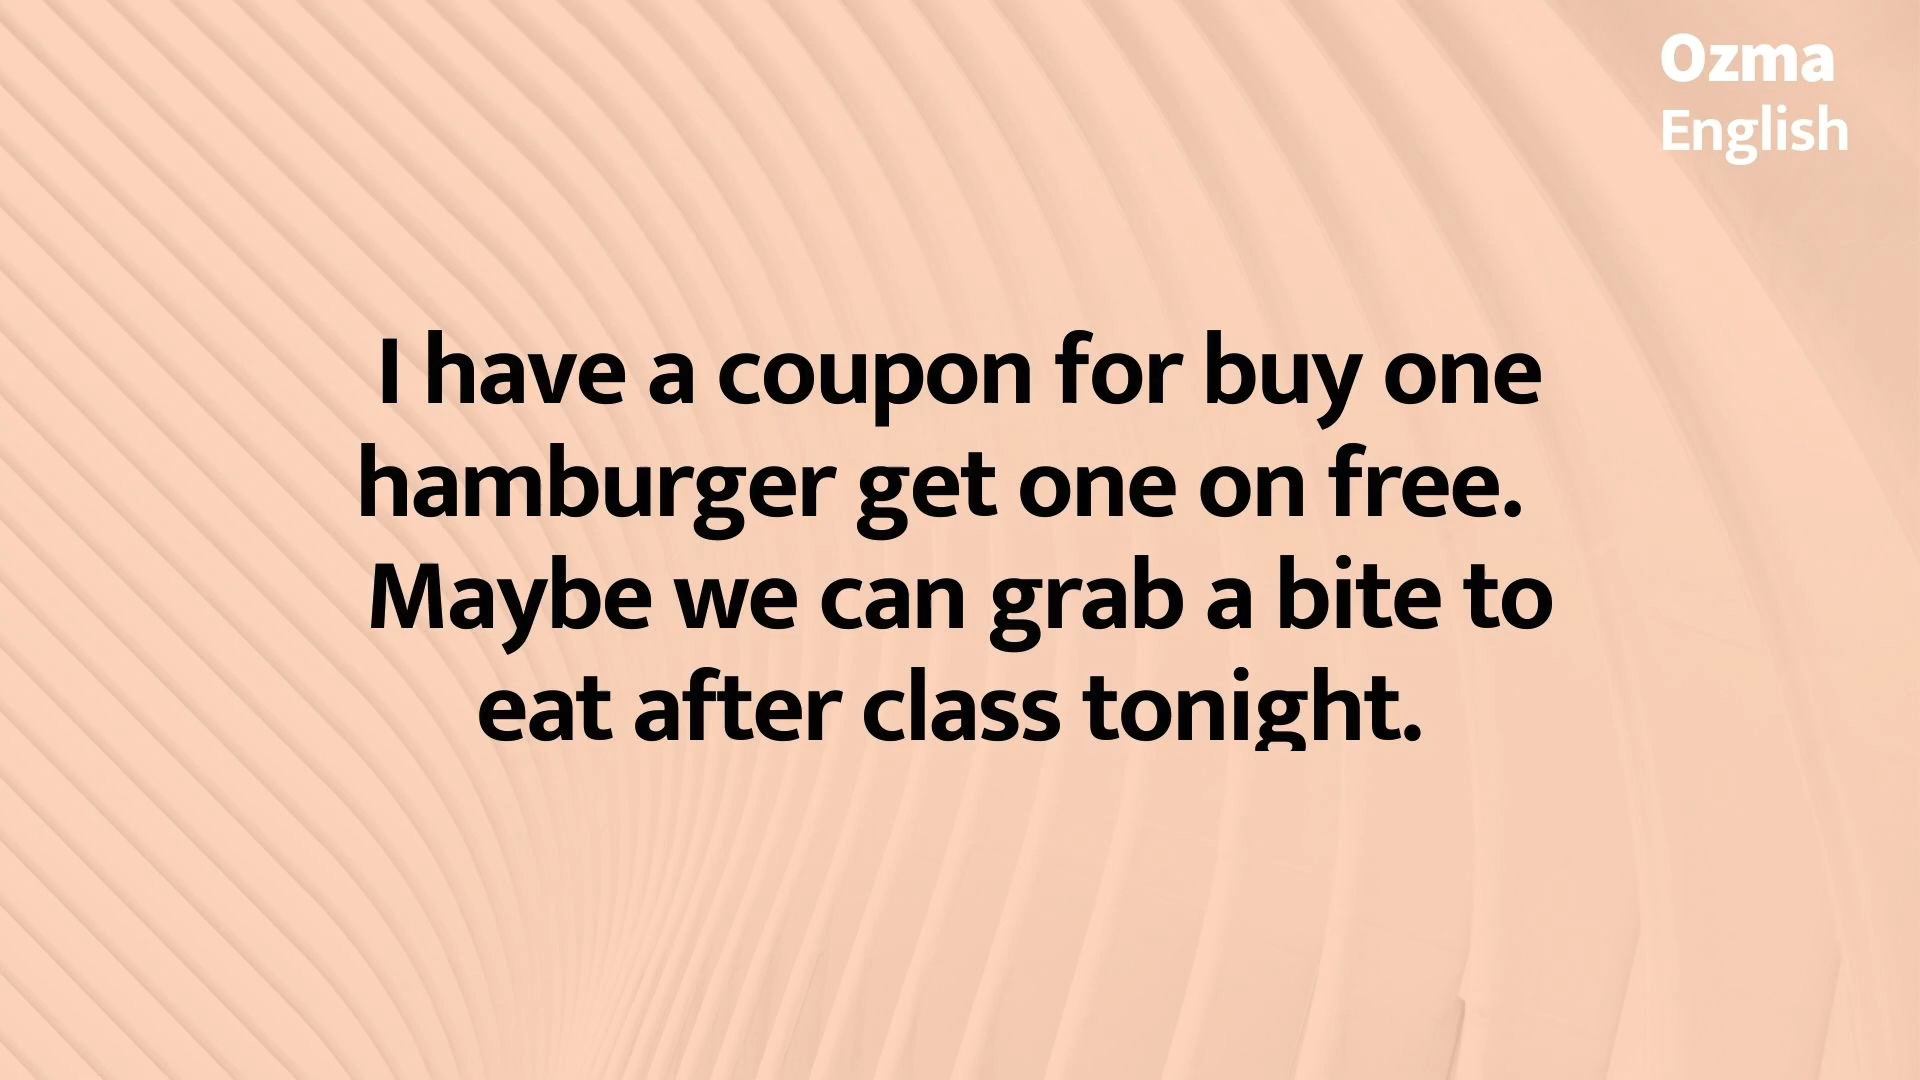 Ozma
English
I have a coupon for buy one
hamburger get one on free.
Maybe we can grab a bite to
eat after class tonight.